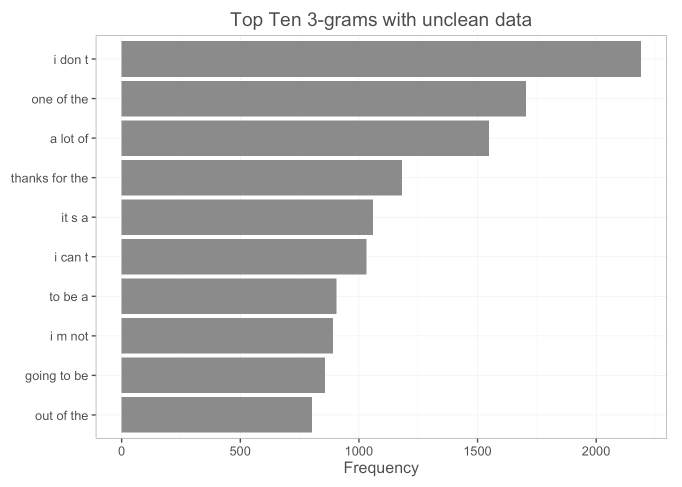 Top Ten 3-grams with unclean data
i don t
one of the
a lot of
thanks for the
it s a
i can t
to be a
i m not
going to be
out of the
0 500 1000 1500 2000
Frequency